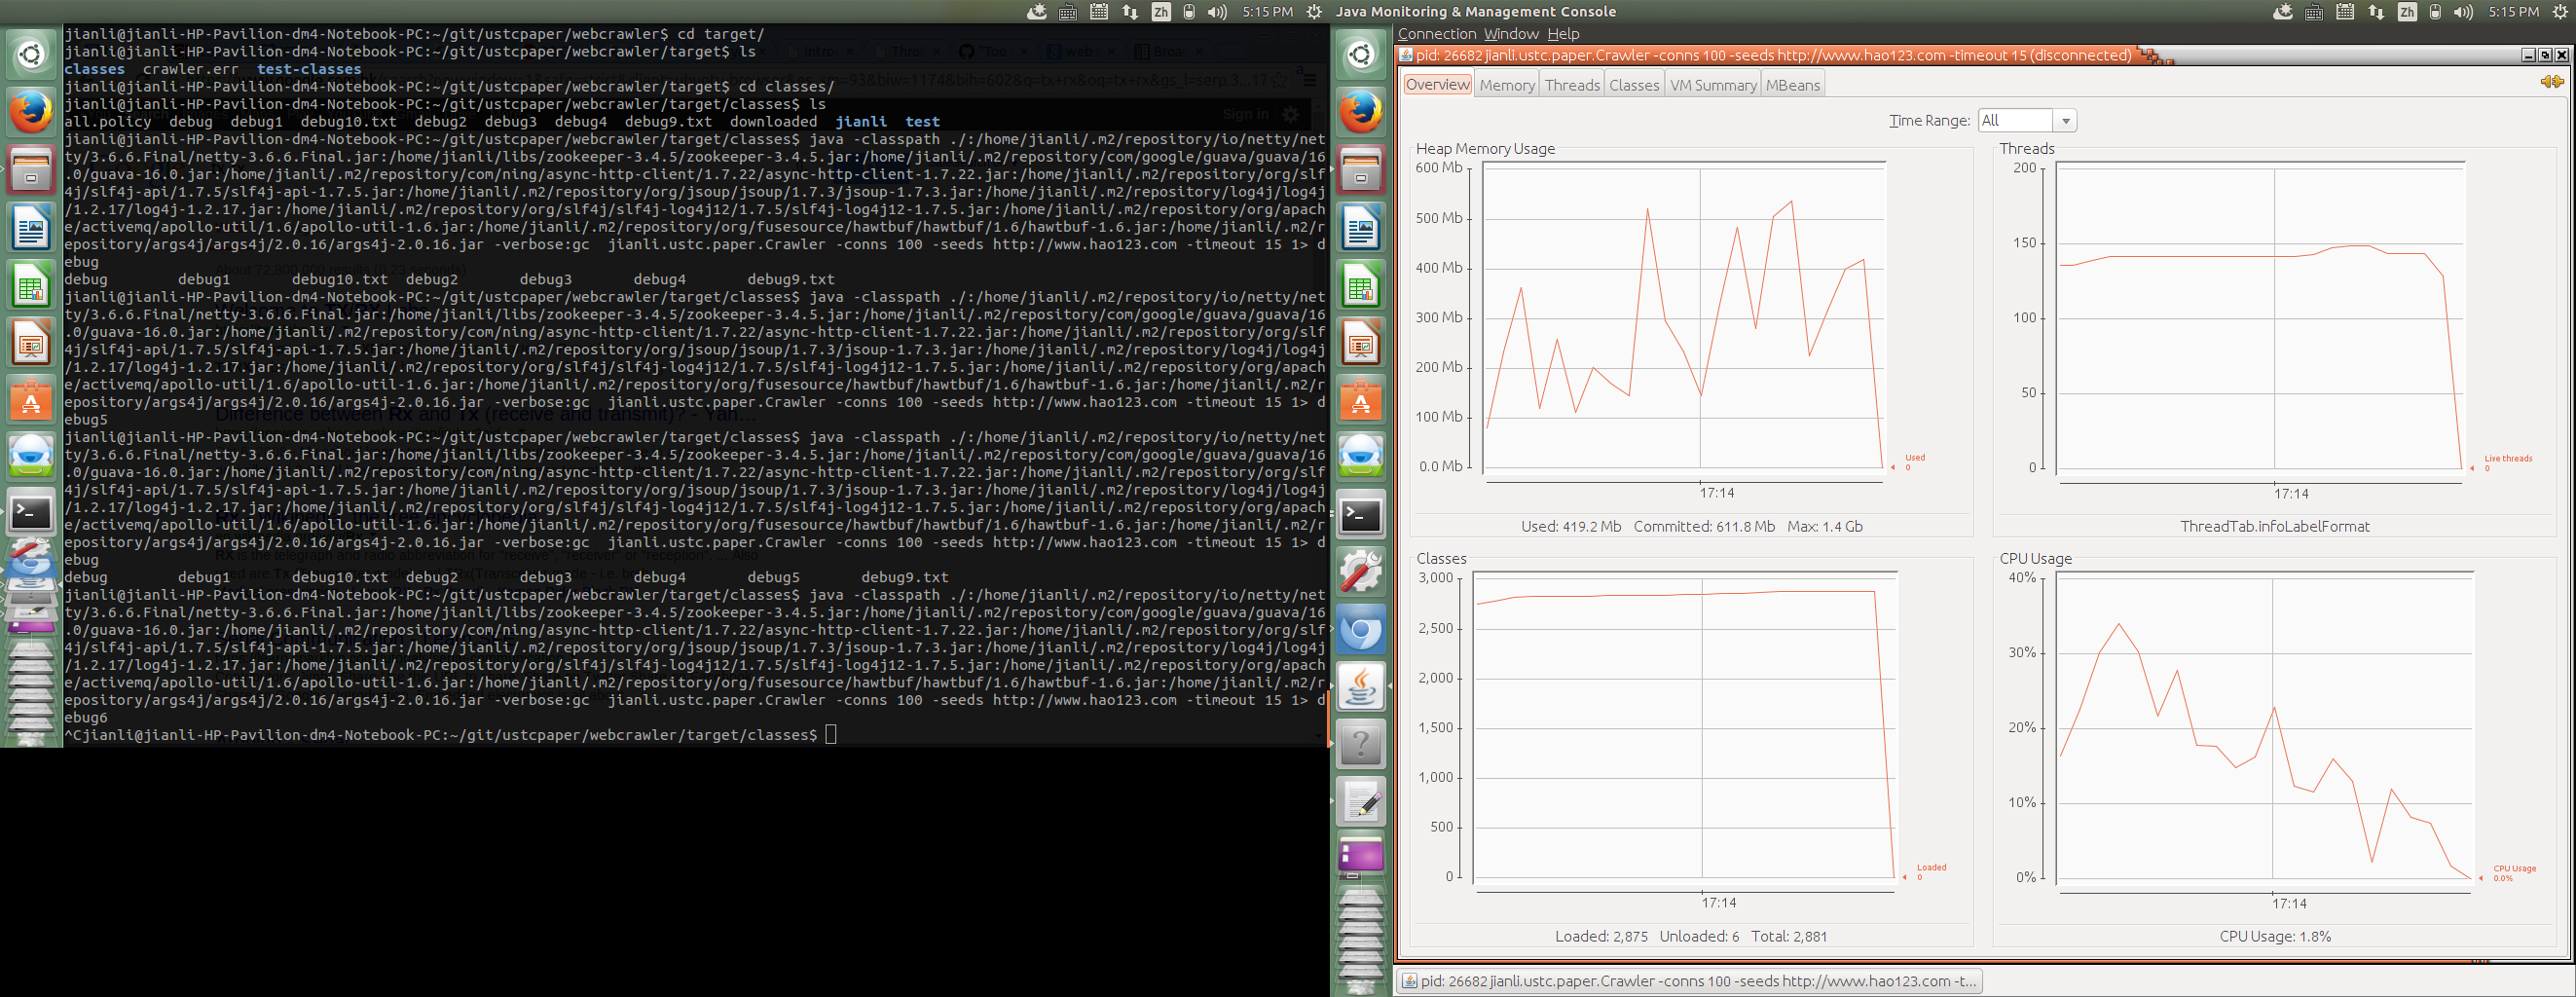 5:15 PM
Java Monitoring & Management Console
Zh
5:15 PM
Zh
jianli@jianli-HP-Pavilion-dm4-Notebook-PC:~/git/ustcpaper/webcrawler$ cd target/
jianli@jianli-HP-Pavilion-dm4-Notebook-PC:~/git/ustcpaper/webcrawler/target$ ls
classes  crawler.err  test-classes
jianli@jianli-HP-Pavilion-dm4-Notebook-PC:~/git/ustcpaper/webcrawler/target$ cd classes/
jianli@jianli-HP-Pavilion-dm4-Notebook-PC:~/git/ustcpaper/webcrawler/target/classes$ ls
all.policy  debug  debug1  debug10.txt  debug2  debug3  debug4  debug9.txt  downloaded  jianli  test
jianli@jianli-HP-Pavilion-dm4-Notebook-PC:~/git/ustcpaper/webcrawler/target/classes$ java -classpath ./:/home/jianli/.m2/repository/io/netty/net
ty/3.6.6.Final/netty-3.6.6.Final.jar:/home/jianli/libs/zookeeper-3.4.5/zookeeper-3.4.5.jar:/home/jianli/.m2/repository/com/google/guava/guava/16
.0/guava-16.0.jar:/home/jianli/.m2/repository/com/ning/async-http-client/1.7.22/async-http-client-1.7.22.jar:/home/jianli/.m2/repository/org/slf
4j/slf4j-api/1.7.5/slf4j-api-1.7.5.jar:/home/jianli/.m2/repository/org/jsoup/jsoup/1.7.3/jsoup-1.7.3.jar:/home/jianli/.m2/repository/log4j/log4j
/1.2.17/log4j-1.2.17.jar:/home/jianli/.m2/repository/org/slf4j/slf4j-log4j12/1.7.5/slf4j-log4j12-1.7.5.jar:/home/jianli/.m2/repository/org/apach
e/activemq/apollo-util/1.6/apollo-util-1.6.jar:/home/jianli/.m2/repository/org/fusesource/hawtbuf/hawtbuf/1.6/hawtbuf-1.6.jar:/home/jianli/.m2/r
epository/args4j/args4j/2.0.16/args4j-2.0.16.jar -verbose:gc  jianli.ustc.paper.Crawler -conns 100 -seeds http://www.hao123.com -timeout 15 1> d
ebug
debug        debug1       debug10.txt  debug2       debug3       debug4       debug9.txt
jianli@jianli-HP-Pavilion-dm4-Notebook-PC:~/git/ustcpaper/webcrawler/target/classes$ java -classpath ./:/home/jianli/.m2/repository/io/netty/net
ty/3.6.6.Final/netty-3.6.6.Final.jar:/home/jianli/libs/zookeeper-3.4.5/zookeeper-3.4.5.jar:/home/jianli/.m2/repository/com/google/guava/guava/16
.0/guava-16.0.jar:/home/jianli/.m2/repository/com/ning/async-http-client/1.7.22/async-http-client-1.7.22.jar:/home/jianli/.m2/repository/org/slf
4j/slf4j-api/1.7.5/slf4j-api-1.7.5.jar:/home/jianli/.m2/repository/org/jsoup/jsoup/1.7.3/jsoup-1.7.3.jar:/home/jianli/.m2/repository/log4j/log4j
/1.2.17/log4j-1.2.17.jar:/home/jianli/.m2/repository/org/slf4j/slf4j-log4j12/1.7.5/slf4j-log4j12-1.7.5.jar:/home/jianli/.m2/repository/org/apach
e/activemq/apollo-util/1.6/apollo-util-1.6.jar:/home/jianli/.m2/repository/org/fusesource/hawtbuf/hawtbuf/1.6/hawtbuf-1.6.jar:/home/jianli/.m2/r
epository/args4j/args4j/2.0.16/args4j-2.0.16.jar -verbose:gc  jianli.ustc.paper.Crawler -conns 100 -seeds http://www.hao123.com -timeout 15 1> d
ebug5
jianli@jianli-HP-Pavilion-dm4-Notebook-PC:~/git/ustcpaper/webcrawler/target/classes$ java -classpath ./:/home/jianli/.m2/repository/io/netty/net
ty/3.6.6.Final/netty-3.6.6.Final.jar:/home/jianli/libs/zookeeper-3.4.5/zookeeper-3.4.5.jar:/home/jianli/.m2/repository/com/google/guava/guava/16
.0/guava-16.0.jar:/home/jianli/.m2/repository/com/ning/async-http-client/1.7.22/async-http-client-1.7.22.jar:/home/jianli/.m2/repository/org/slf
4j/slf4j-api/1.7.5/slf4j-api-1.7.5.jar:/home/jianli/.m2/repository/org/jsoup/jsoup/1.7.3/jsoup-1.7.3.jar:/home/jianli/.m2/repository/log4j/log4j
/1.2.17/log4j-1.2.17.jar:/home/jianli/.m2/repository/org/slf4j/slf4j-log4j12/1.7.5/slf4j-log4j12-1.7.5.jar:/home/jianli/.m2/repository/org/apach
e/activemq/apollo-util/1.6/apollo-util-1.6.jar:/home/jianli/.m2/repository/org/fusesource/hawtbuf/hawtbuf/1.6/hawtbuf-1.6.jar:/home/jianli/.m2/r
epository/args4j/args4j/2.0.16/args4j-2.0.16.jar -verbose:gc  jianli.ustc.paper.Crawler -conns 100 -seeds http://www.hao123.com -timeout 15 1> d
ebug
debug        debug1       debug10.txt  debug2       debug3       debug4       debug5       debug9.txt
jianli@jianli-HP-Pavilion-dm4-Notebook-PC:~/git/ustcpaper/webcrawler/target/classes$ java -classpath ./:/home/jianli/.m2/repository/io/netty/net
ty/3.6.6.Final/netty-3.6.6.Final.jar:/home/jianli/libs/zookeeper-3.4.5/zookeeper-3.4.5.jar:/home/jianli/.m2/repository/com/google/guava/guava/16
.0/guava-16.0.jar:/home/jianli/.m2/repository/com/ning/async-http-client/1.7.22/async-http-client-1.7.22.jar:/home/jianli/.m2/repository/org/slf
4j/slf4j-api/1.7.5/slf4j-api-1.7.5.jar:/home/jianli/.m2/repository/org/jsoup/jsoup/1.7.3/jsoup-1.7.3.jar:/home/jianli/.m2/repository/log4j/log4j
/1.2.17/log4j-1.2.17.jar:/home/jianli/.m2/repository/org/slf4j/slf4j-log4j12/1.7.5/slf4j-log4j12-1.7.5.jar:/home/jianli/.m2/repository/org/apach
e/activemq/apollo-util/1.6/apollo-util-1.6.jar:/home/jianli/.m2/repository/org/fusesource/hawtbuf/hawtbuf/1.6/hawtbuf-1.6.jar:/home/jianli/.m2/r
epository/args4j/args4j/2.0.16/args4j-2.0.16.jar -verbose:gc  jianli.ustc.paper.Crawler -conns 100 -seeds http://www.hao123.com -timeout 15 1> d
ebug6
^Cjianli@jianli-HP-Pavilion-dm4-Notebook-PC:~/git/ustcpaper/webcrawler/target/classes$
Connection Window Help
pid: 26682 jianli.ustc.paper.Crawler -conns 100 -seeds http://www.hao123.com -timeout 15 (disconnected)
Overview Memory Threads Classes VM Summary MBeans
Time Range: All
Heap Memory Usage
600 Mb
500 Mb
400 Mb
300 Mb
200 Mb
100 Mb
0.0 Mb
Used
0
17:14
Used: 419.2 Mb Committed: 611.8 Mb Max: 1.4 Gb
Threads
200
150
100
50
0
Live threads
0
17:14
ThreadTab.infoLabelFormat
Classes
3,000
2,500
2,000
1,500
1,000
500
0
Loaded
0
17:14
Loaded: 2,875 Unloaded: 6 Total: 2,881
CPU Usage
40%
30%
20%
10%
0%
CPU Usage
0.0%
17:14
CPU Usage: 1.8%
pid: 26682 jianli.ustc.paper.Crawler -conns 100 -seeds http://www.hao123.com -t...